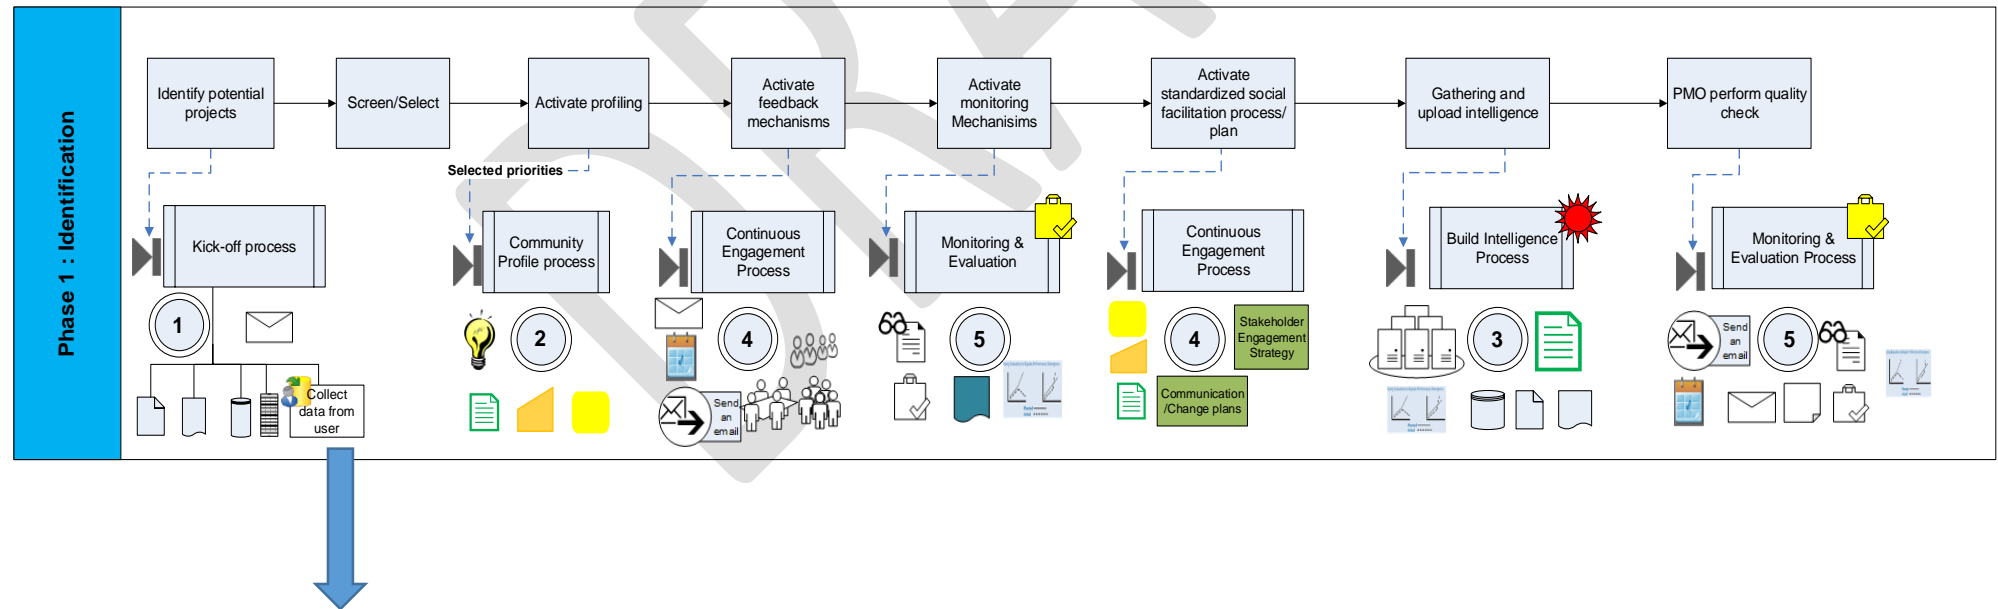 Phase 1 : Identification
Identify potential
projects
Screen/Select
Activate profiling
Activate
feedback
mechanisms
Activate
monitoring
Mechanisims
Activate
standardized social
facilitation process/
plan
Gathering and
upload intelligence
PMO perform quality
check
Selected priorities
Kick-off process
Community
Profile process
Continuous
Engagement
Process
Monitoring &
Evaluation
Continuous
Engagement
Process
Build Intelligence
Process
Monitoring &
Evaluation Process
1
2
4
5
4
Stakeholder
Engagement
Strategy
3
Send
an
email
5
Collect
data from
user
Send
an
email
Communication
/Change plans
DRA